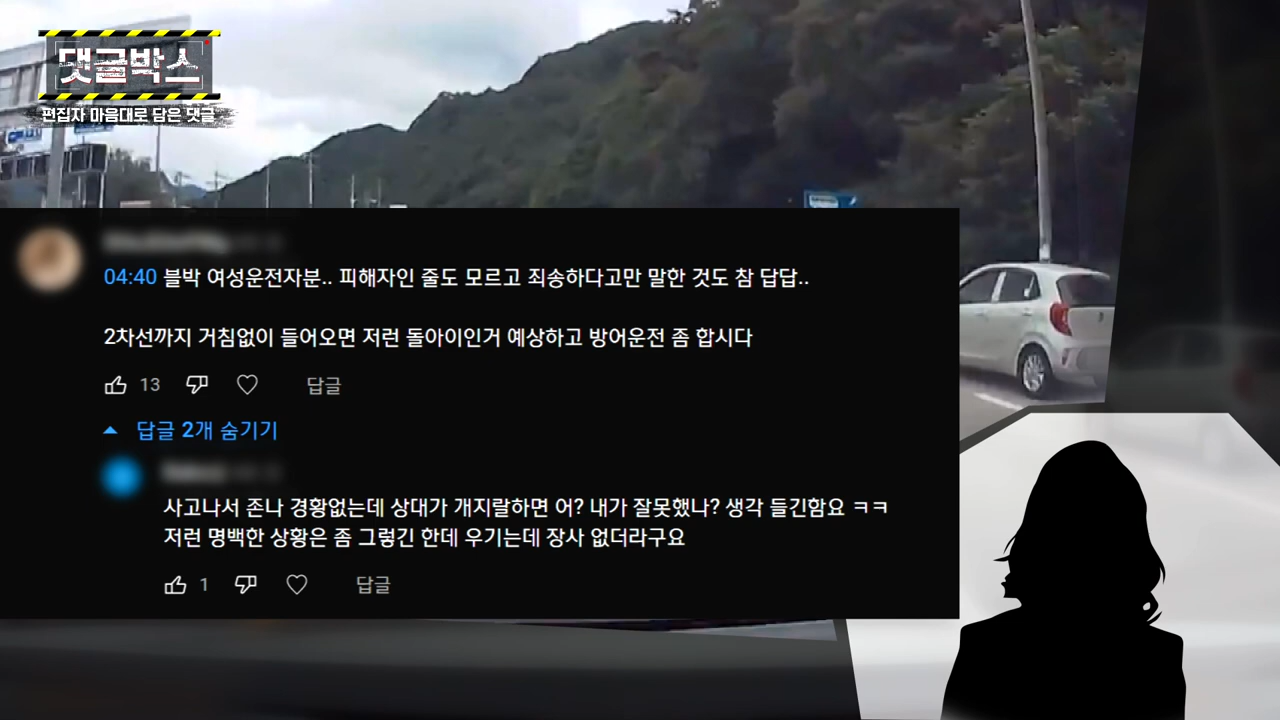 댓글박스
편집자 마음대로 담은 댓글
04:40 블박 여성운전자분.. 피해자인 줄도 모르고 죄송하다고만 말한 것도 참 답답..
2차선까지 거침없이 들어오면 저런 돌아이인거 예상하고 방어운전 좀 합시다
13 답글
답글 2개 숨기기
사고나서 존나 경황없는데 상대가 개지랄하면 어? 내가 잘못했나? 생각 들긴함요 ㅋㅋ
저런 명백한 상황은 좀 그렇긴 한데 우기는데 장사 없더라구요
1 답글